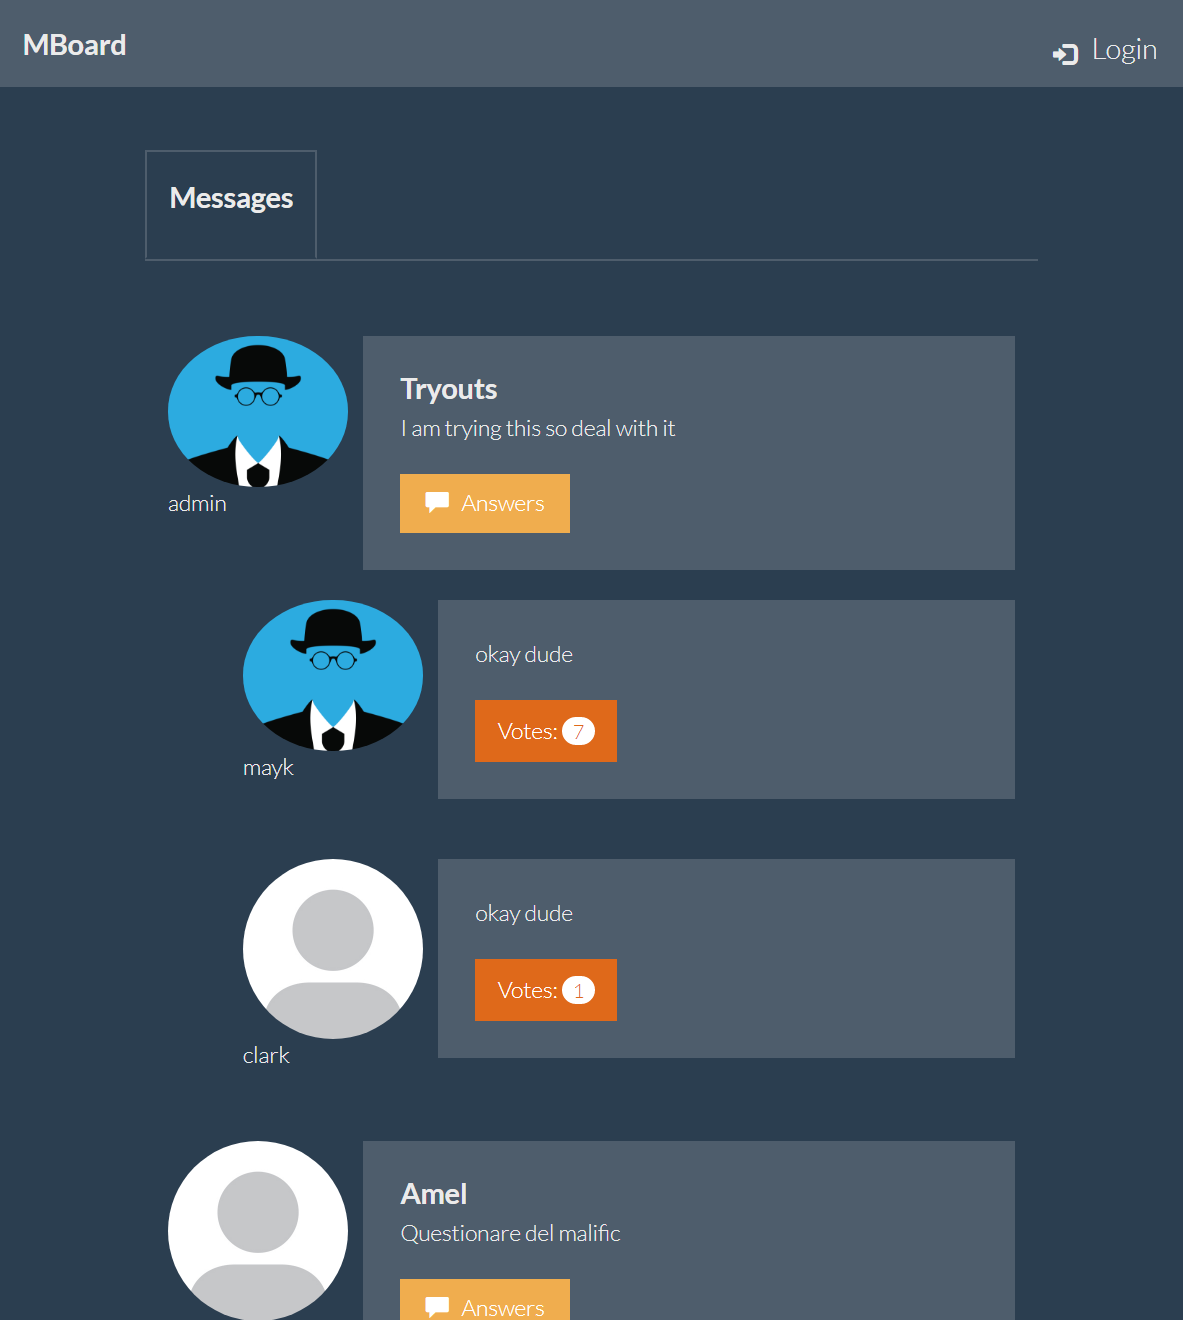 MBoard
Login
Messages
Tryouts
I am trying this so deal with it
Answers
admin
okay dude
Votes: 7
mayk
okay dude
Votes: 1
clark
Amel
Questionare del malific
Answers